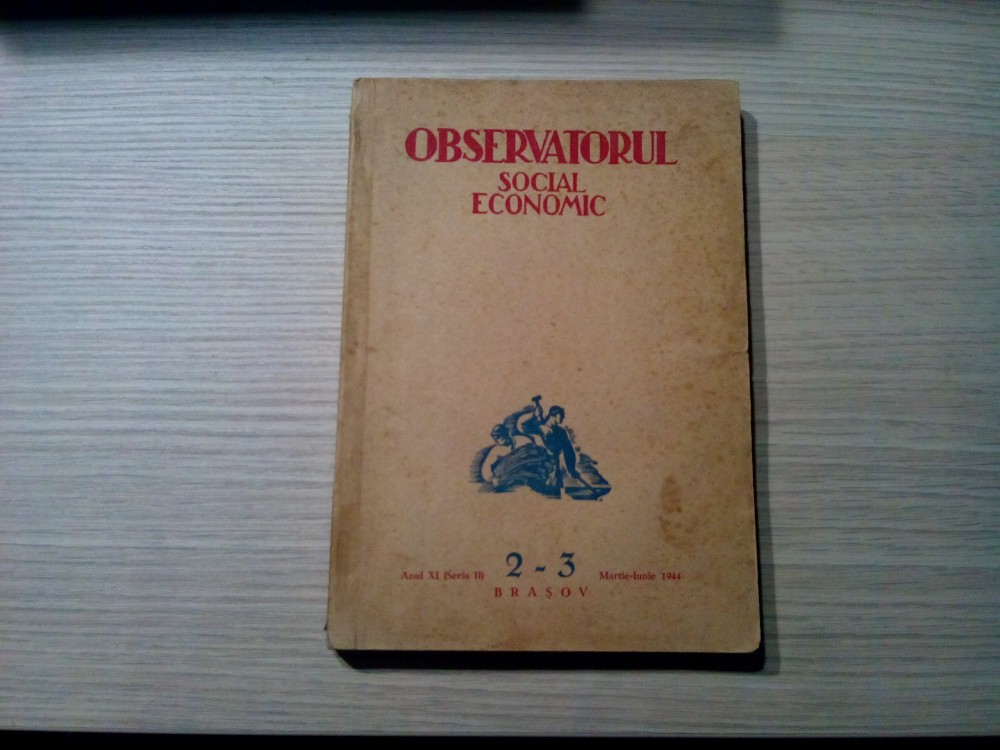 OBSERVATORUL
SOCIAL
ECONOMIC
Anul XI (Seria II) 2-3 Martie-Iunie 1944
BRAȘOV